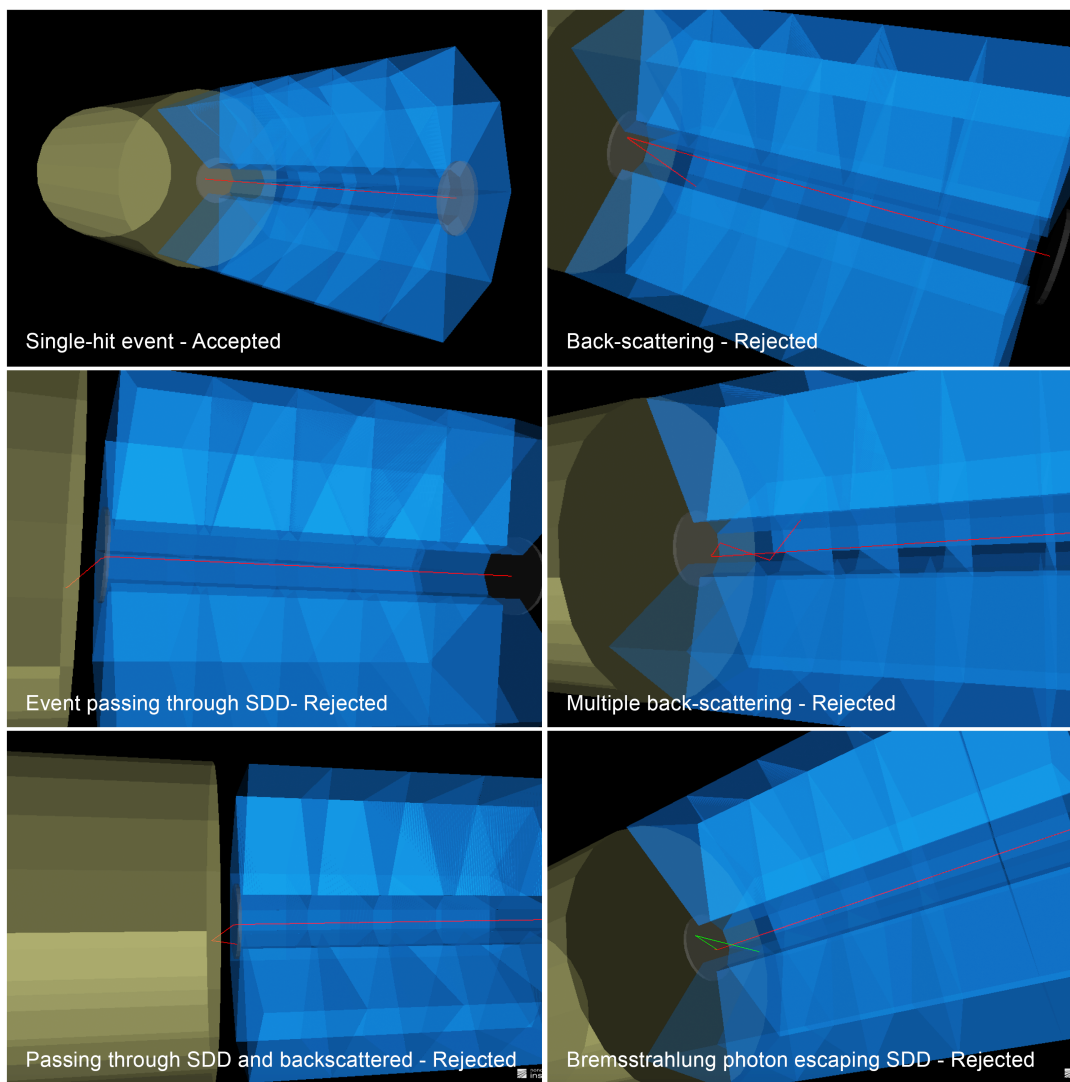 Single-hit event - Accepted
Back-scattering - Rejected
Event passing through SDD- Rejected
Multiple back-scattering - Rejected
Passing through SDD and backscattered - Rejected
Bremsstrahlung photon escaping SDD - Rejected